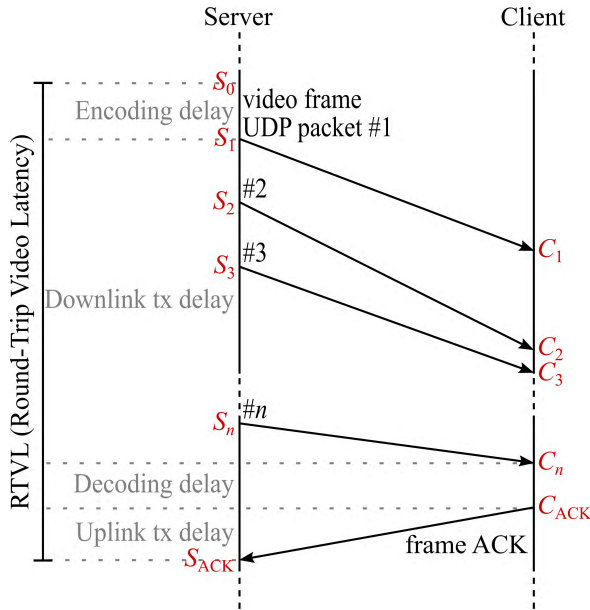 Server Client
S0
Encoding delay
video frame
UDP packet #1
S1
#2
S2
C1
#3
S3
Downlink tx delay
C2
C3
RTVL (Round-Trip Video Latency)
#n
Sn
Cn
Decoding delay
CACK
Uplink tx delay
frame ACK
SACK